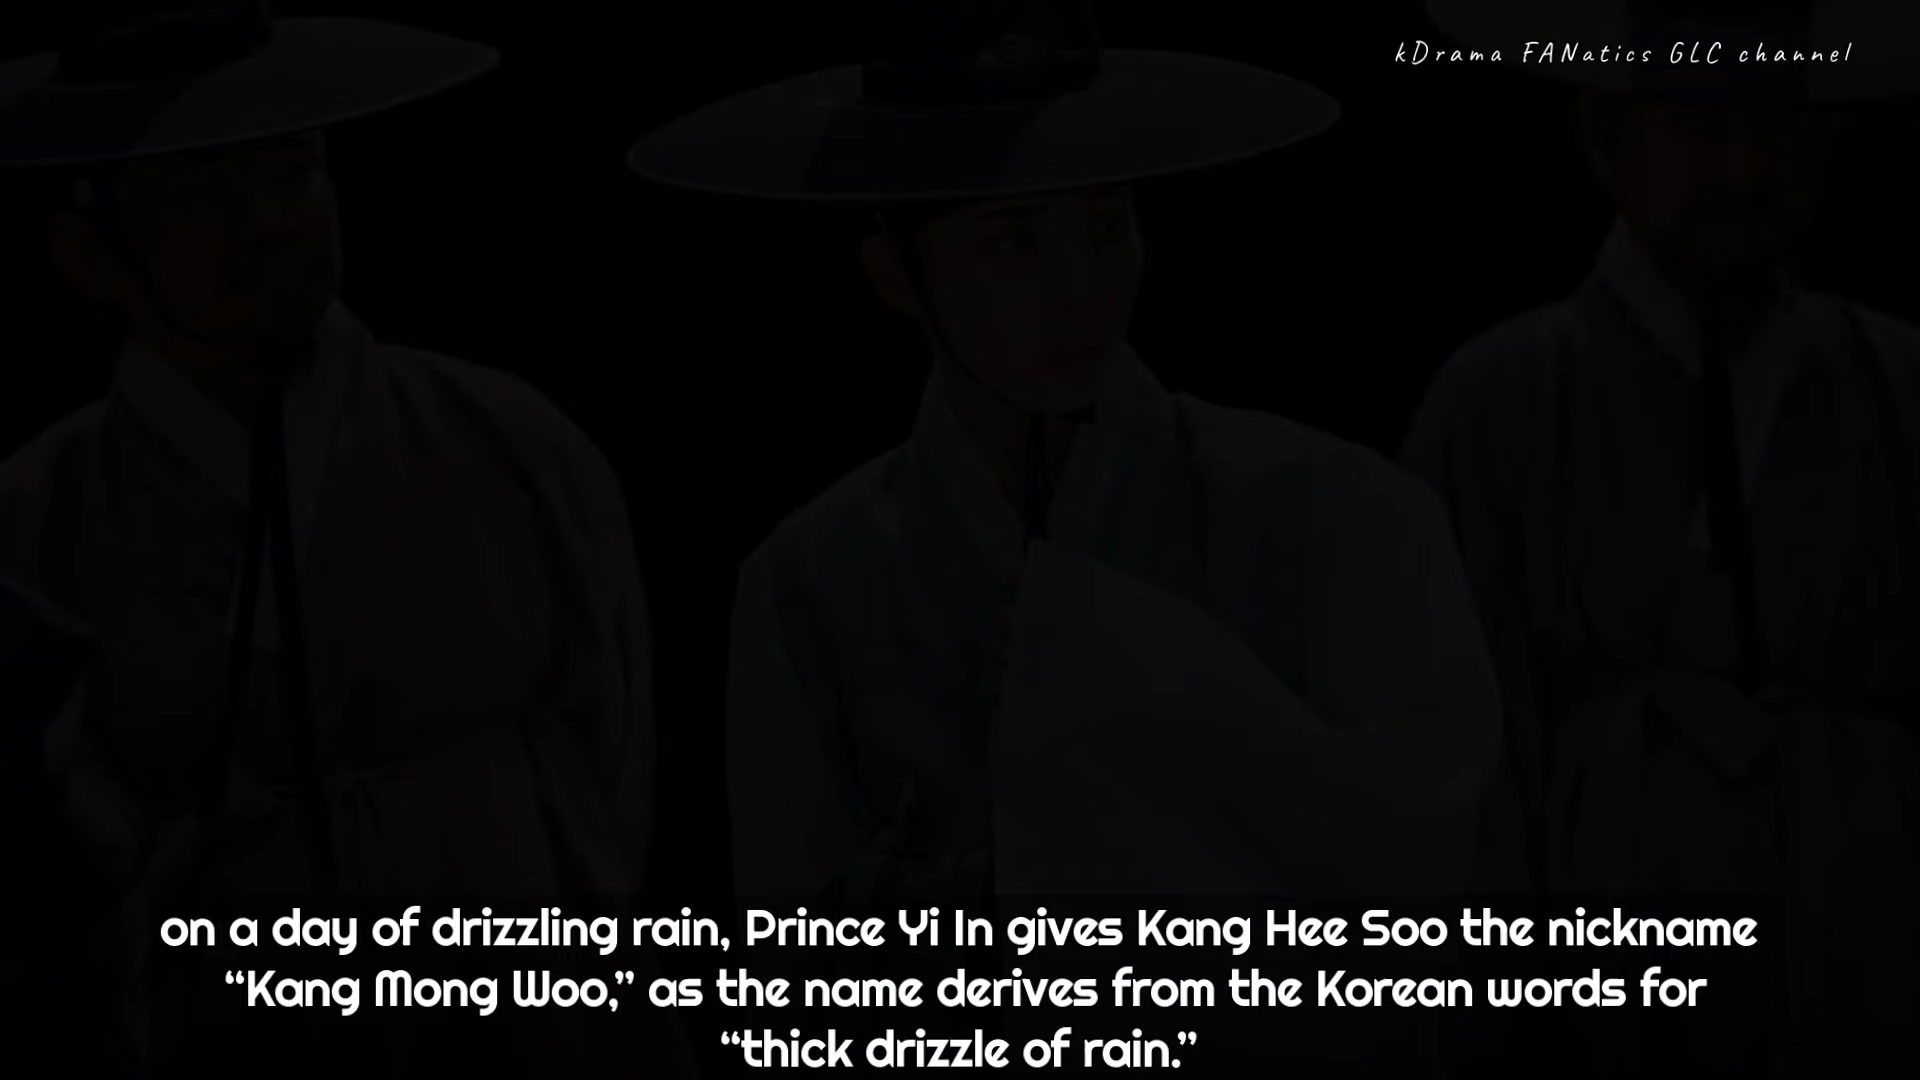 kDrama FANatics GLC channel
on a day of drizzling rain, Prince Yi In gives Kang Hee Soo the nickname
“Kang Mong Woo,” as the name derives from the Korean words for
“thick drizzle of rain.”